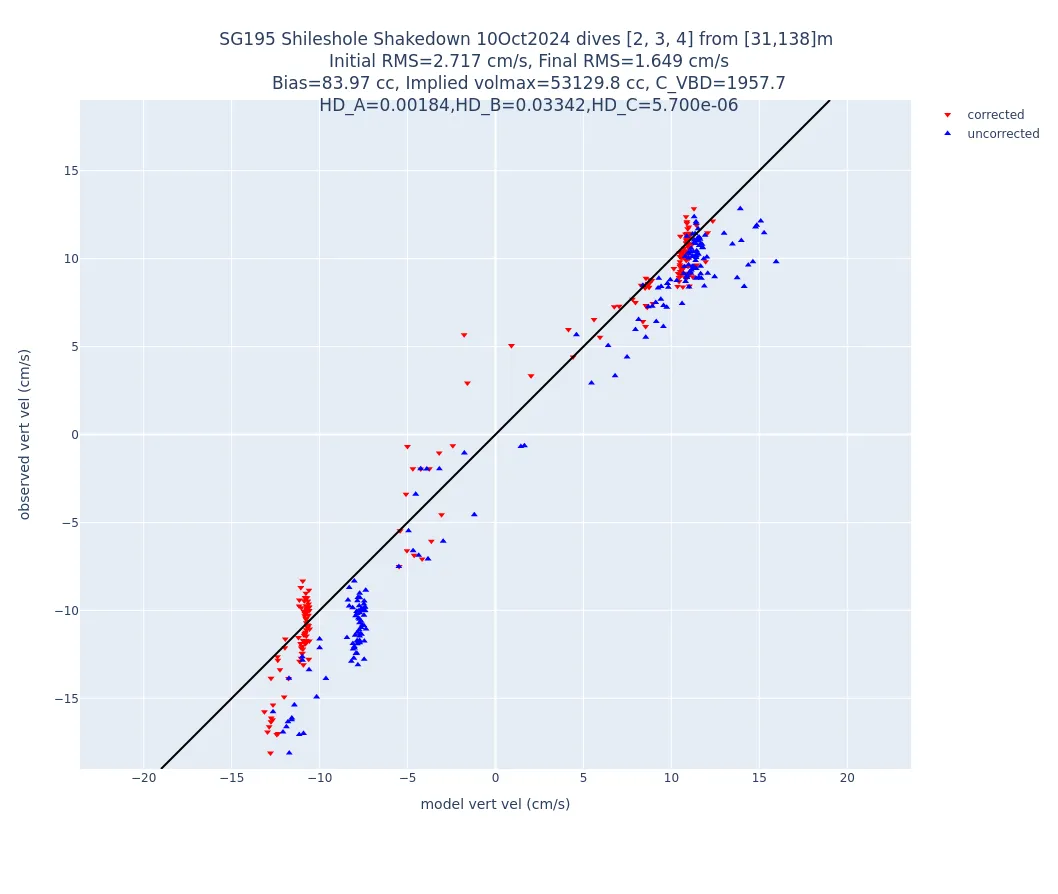 SG195 Shileshole Shakedown 10Oct2024 dives [2, 3, 4] from [31,138]m
Initial RMS=2.717 cm/s, Final RMS=1.649 cm/s
Bias=83.97 cc, Implied volmax=53129.8 cc, C_VBD=1957.7
HD_A=0.00184,HD_B=0.03342,HD_C=5.700e-06
corrected
uncorrected
15
10
5
0
−5
−10
−15
observed vert vel (cm/s)
−20 −15 −10 −5 0 5 10 15 20
model vert vel (cm/s)